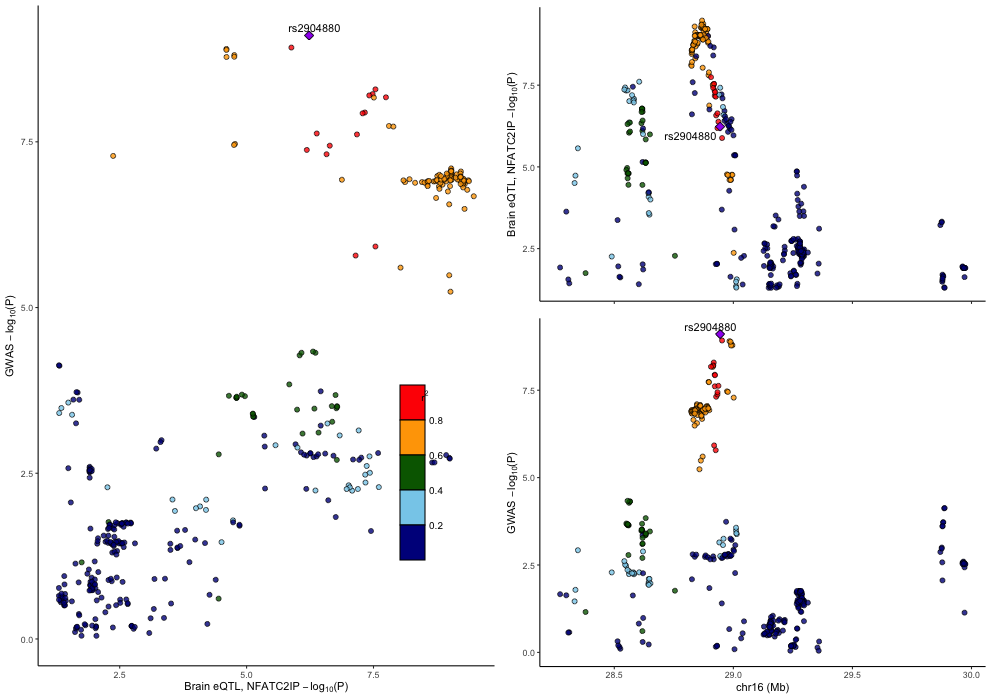 rs2904880
7.5
5.0
2.5
0.0
GWAS −log10(P)
2.5
5.0
7.5
Brain eQTL, NFATC2IP −log10(P)
r2
0.8
0.6
0.4
0.2
rs2904880
7.5
5.0
2.5
Brain eQTL, NFATC2IP −log10(P)
rs2904880
7.5
5.0
2.5
0.0
GWAS −log10(P)
28.5
29.0
29.5
30.0
chr16 (Mb)